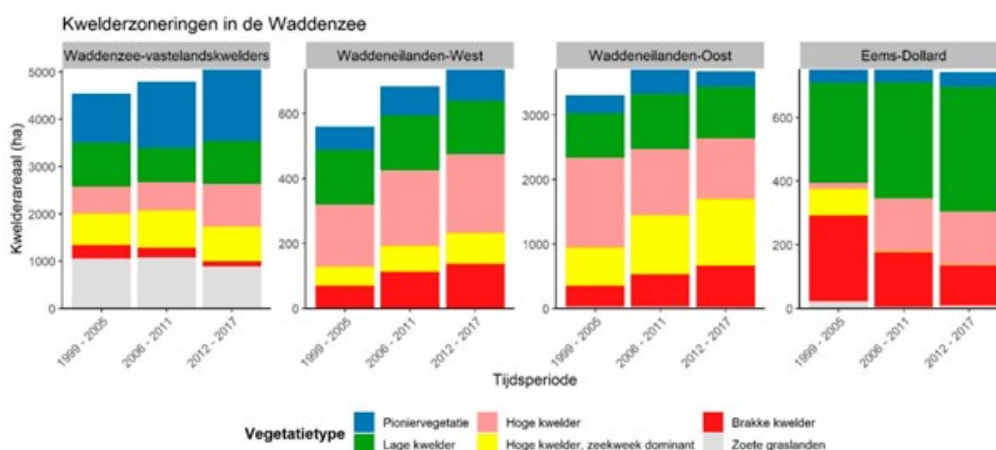 Kwelderzoneringen in de Waddenzee
Waddenzee-vastelandskwelders
Waddeneilanden-West
Waddeneilanden-Oost
Eems-Dollard
Kwelderareaal (ha)
5000
4000
3000
2000
1000
0
600
400
200
0
3000
2000
1000
0
600
400
200
0
1999 - 2005
2006 - 2011
2012 - 2017
1999 - 2005
2006 - 2011
2012 - 2017
1999 - 2005
2006 - 2011
2012 - 2017
1999 - 2005
2006 - 2011
2012 - 2017
Tijdsperiode
Vegetatietype
Pioniervegetatie
Hoge kwelder
Brakke kwelder
Lage kwelder
Hoge kwelder, zeekweek dominant
Zoete graslanden